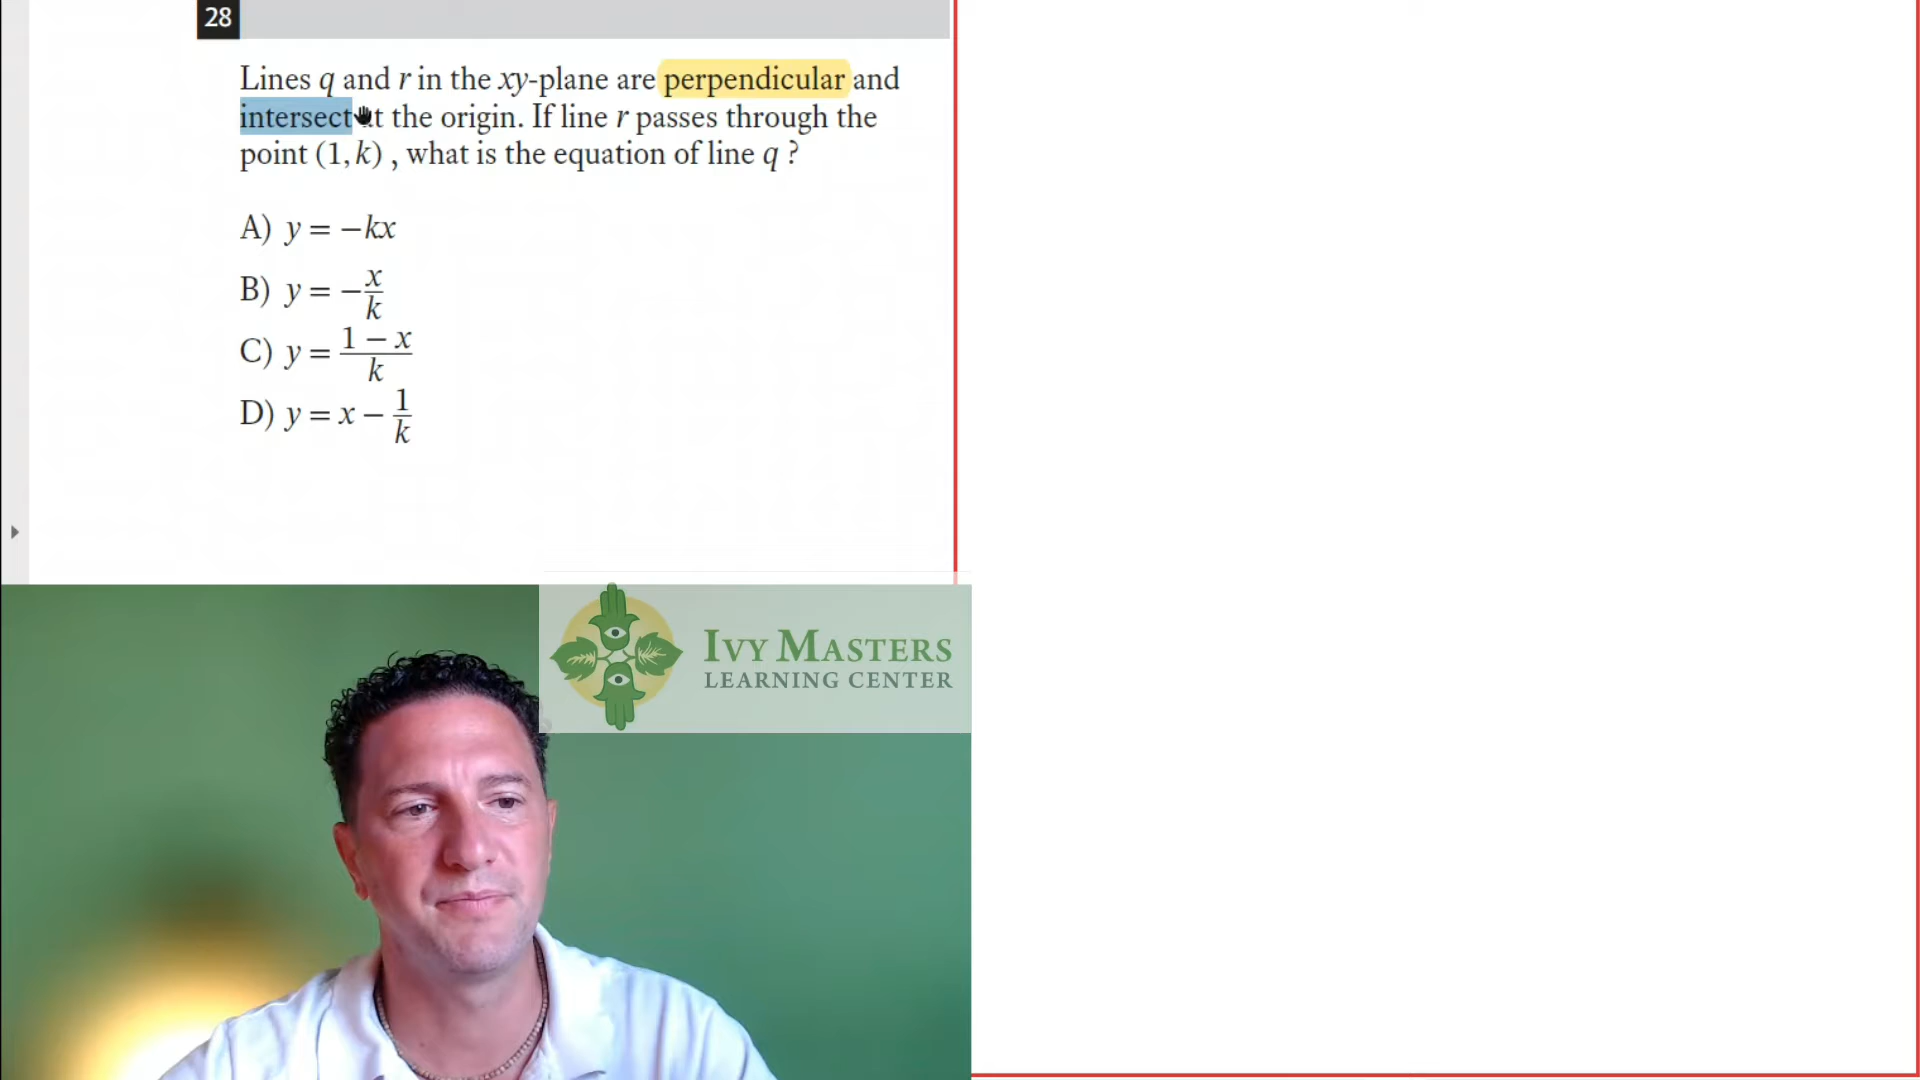 28
Lines q and r in the xy-plane are perpendicular and
intersect at the origin. If line r passes through the
point (1, k) , what is the equation of line q ?
A) y = −kx
B) y = −x/k
C) y = (1 − x)/k
D) y = x − 1/k
IVY MASTERS
LEARNING CENTER